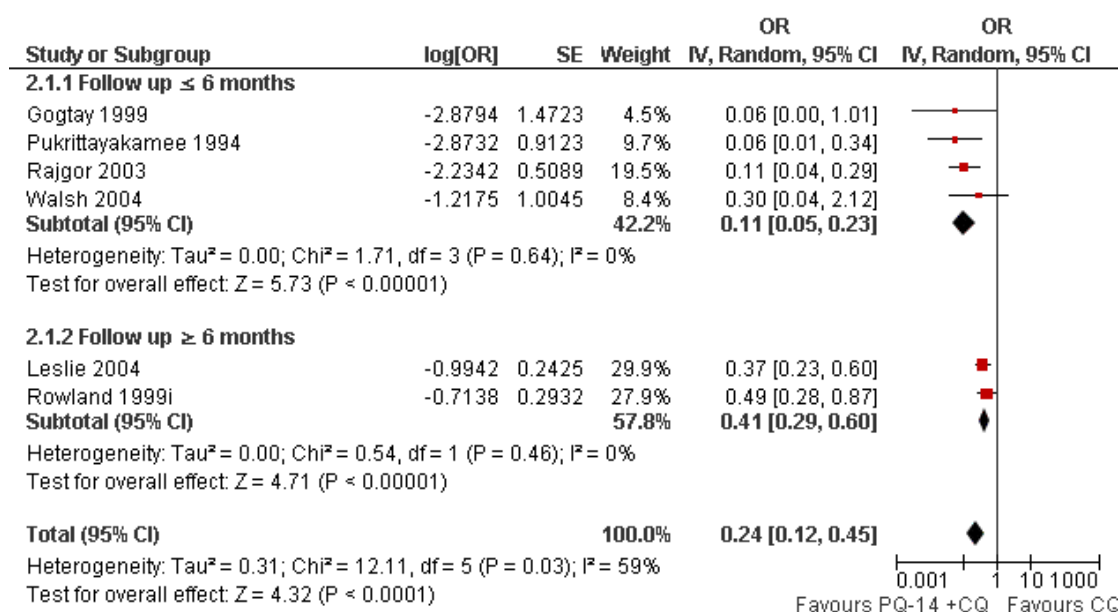 OR OR
Study or Subgroup log[OR] SE Weight IV, Random, 95% CI IV, Random, 95% CI
2.1.1 Follow up ≤ 6 months
Gogtay 1999 -2.8794 1.4723 4.5% 0.06 [0.00, 1.01]
Pukrittayakamee 1994 -2.8732 0.9123 9.7% 0.06 [0.01, 0.34]
Rajgor 2003 -2.2342 0.5089 19.5% 0.11 [0.04, 0.29]
Walsh 2004 -1.2175 1.0045 8.4% 0.30 [0.04, 2.12]
Subtotal (95% CI) 42.2% 0.11 [0.05, 0.23]
Heterogeneity: Tau² = 0.00; Chi² = 1.71, df = 3 (P = 0.64); I² = 0%
Test for overall effect: Z = 5.73 (P < 0.00001)
2.1.2 Follow up ≥ 6 months
Leslie 2004 -0.9942 0.2425 29.9% 0.37 [0.23, 0.60]
Rowland 1999i -0.7138 0.2932 27.9% 0.49 [0.28, 0.87]
Subtotal (95% CI) 57.8% 0.41 [0.29, 0.60]
Heterogeneity: Tau² = 0.00; Chi² = 0.54, df = 1 (P = 0.46); I² = 0%
Test for overall effect: Z = 4.71 (P < 0.00001)
Total (95% CI) 100.0% 0.24 [0.12, 0.45]
Heterogeneity: Tau² = 0.31; Chi² = 12.11, df = 5 (P = 0.03); I² = 59%
0.001 1 10 1000
Test for overall effect: Z = 4.32 (P < 0.0001)
Favours PQ-14 +CQ Favours CQ